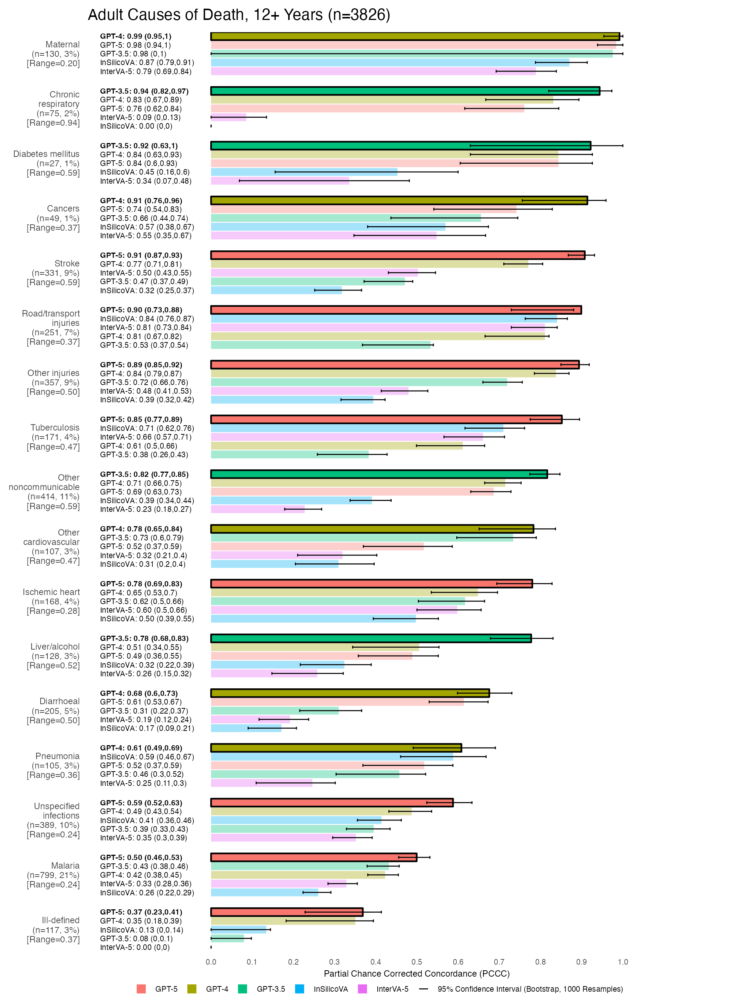 Adult Causes of Death, 12+ Years (n=3826)
Maternal
(n=130, 3%)
[Range=0.20]
GPT-4: 0.99 (0.95,1)
GPT-5: 0.98 (0.94,1)
GPT-3.5: 0.98 (0,1)
InSilicoVA: 0.87 (0.79,0.91)
InterVA-5: 0.79 (0.69,0.84)
Chronic
respiratory
(n=75, 2%)
[Range=0.94]
GPT-3.5: 0.94 (0.82,0.97)
GPT-4: 0.83 (0.67,0.89)
GPT-5: 0.76 (0.62,0.84)
InterVA-5: 0.09 (0,0.13)
InSilicoVA: 0.00 (0,0)
Diabetes mellitus
(n=27, 1%)
[Range=0.59]
GPT-3.5: 0.92 (0.63,1)
GPT-4: 0.84 (0.63,0.93)
GPT-5: 0.84 (0.6,0.93)
InSilicoVA: 0.45 (0.16,0.6)
InterVA-5: 0.34 (0.07,0.48)
Cancers
(n=49, 1%)
[Range=0.37]
GPT-4: 0.91 (0.76,0.96)
GPT-5: 0.74 (0.54,0.83)
GPT-3.5: 0.66 (0.44,0.74)
InSilicoVA: 0.57 (0.38,0.67)
InterVA-5: 0.55 (0.35,0.67)
Stroke
(n=331, 9%)
[Range=0.59]
GPT-5: 0.91 (0.87,0.93)
GPT-4: 0.77 (0.71,0.81)
InterVA-5: 0.50 (0.43,0.55)
GPT-3.5: 0.47 (0.37,0.49)
InSilicoVA: 0.32 (0.25,0.37)
Road/transport
injuries
(n=251, 7%)
[Range=0.37]
GPT-5: 0.90 (0.73,0.88)
InSilicoVA: 0.84 (0.76,0.87)
InterVA-5: 0.81 (0.73,0.84)
GPT-4: 0.81 (0.67,0.82)
GPT-3.5: 0.53 (0.37,0.54)
Other injuries
(n=357, 9%)
[Range=0.50]
GPT-5: 0.89 (0.85,0.92)
GPT-4: 0.84 (0.79,0.87)
GPT-3.5: 0.72 (0.66,0.76)
InterVA-5: 0.48 (0.41,0.53)
InSilicoVA: 0.39 (0.32,0.42)
Tuberculosis
(n=171, 4%)
[Range=0.47]
GPT-5: 0.85 (0.77,0.89)
InSilicoVA: 0.71 (0.62,0.76)
InterVA-5: 0.66 (0.57,0.71)
GPT-4: 0.61 (0.5,0.66)
GPT-3.5: 0.38 (0.26,0.43)
Other
noncommunicable
(n=414, 11%)
[Range=0.59]
GPT-3.5: 0.82 (0.77,0.85)
GPT-4: 0.71 (0.66,0.75)
GPT-5: 0.69 (0.63,0.73)
InSilicoVA: 0.39 (0.34,0.44)
InterVA-5: 0.23 (0.18,0.27)
Other
cardiovascular
(n=107, 3%)
[Range=0.47]
GPT-4: 0.78 (0.65,0.84)
GPT-3.5: 0.73 (0.6,0.79)
GPT-5: 0.52 (0.37,0.59)
InterVA-5: 0.32 (0.21,0.4)
InSilicoVA: 0.31 (0.2,0.4)
Ischemic heart
(n=168, 4%)
[Range=0.28]
GPT-5: 0.78 (0.69,0.83)
GPT-4: 0.65 (0.53,0.7)
GPT-3.5: 0.62 (0.5,0.66)
InterVA-5: 0.60 (0.5,0.66)
InSilicoVA: 0.50 (0.39,0.55)
Liver/alcohol
(n=128, 3%)
[Range=0.52]
GPT-3.5: 0.78 (0.68,0.83)
GPT-4: 0.51 (0.34,0.55)
GPT-5: 0.49 (0.36,0.55)
InSilicoVA: 0.32 (0.22,0.39)
InterVA-5: 0.26 (0.15,0.32)
Diarrhoeal
(n=205, 5%)
[Range=0.50]
GPT-4: 0.68 (0.6,0.73)
GPT-5: 0.61 (0.53,0.67)
GPT-3.5: 0.31 (0.22,0.37)
InterVA-5: 0.19 (0.12,0.24)
InSilicoVA: 0.17 (0.09,0.21)
Pneumonia
(n=105, 3%)
[Range=0.36]
GPT-4: 0.61 (0.49,0.69)
InSilicoVA: 0.59 (0.46,0.67)
GPT-5: 0.52 (0.37,0.59)
GPT-3.5: 0.46 (0.3,0.52)
InterVA-5: 0.25 (0.11,0.3)
Unspecified
infections
(n=389, 10%)
[Range=0.24]
GPT-5: 0.59 (0.52,0.63)
GPT-4: 0.49 (0.43,0.54)
InSilicoVA: 0.41 (0.36,0.46)
GPT-3.5: 0.39 (0.33,0.43)
InterVA-5: 0.35 (0.3,0.39)
Malaria
(n=799, 21%)
[Range=0.24]
GPT-5: 0.50 (0.46,0.53)
GPT-3.5: 0.43 (0.38,0.46)
GPT-4: 0.42 (0.38,0.45)
InterVA-5: 0.33 (0.28,0.36)
InSilicoVA: 0.26 (0.22,0.29)
Ill-defined
(n=117, 3%)
[Range=0.37]
GPT-5: 0.37 (0.23,0.41)
GPT-4: 0.35 (0.18,0.39)
InSilicoVA: 0.13 (0,0.14)
GPT-3.5: 0.08 (0,0.1)
InterVA-5: 0.00 (0,0)
0.0 0.1 0.2 0.3 0.4 0.5 0.6 0.7 0.8 0.9 1.0
Partial Chance Corrected Concordance (PCCC)
GPT-5 GPT-4 GPT-3.5 InSilicoVA InterVA-5 95% Confidence Interval (Bootstrap, 1000 Resamples)